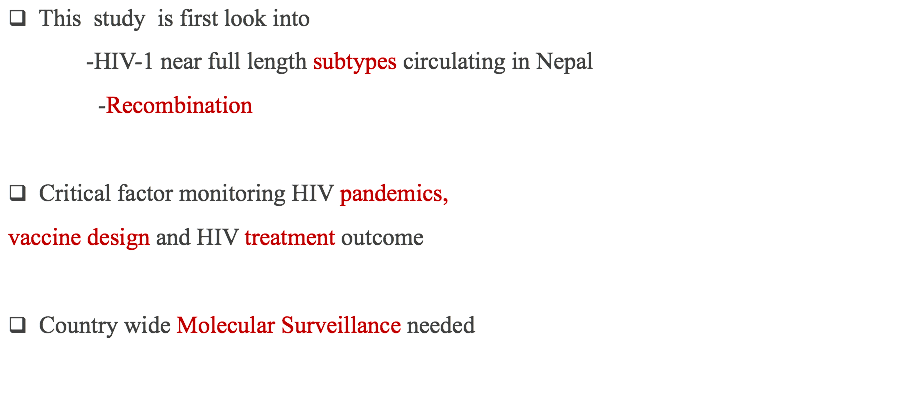 ❑ This study is first look into
-HIV-1 near full length subtypes circulating in Nepal
-Recombination
❑ Critical factor monitoring HIV pandemics,
vaccine design and HIV treatment outcome
❑ Country wide Molecular Surveillance needed